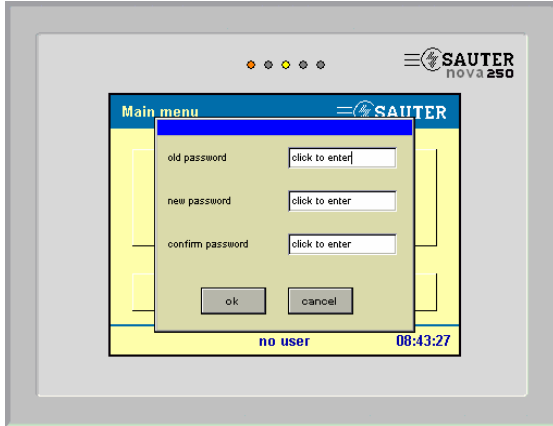 SAUTER
nova 250
Main menu
SAUTER
old password
click to enter
new password
click to enter
confirm password
click to enter
ok
cancel
no user
08:43:27